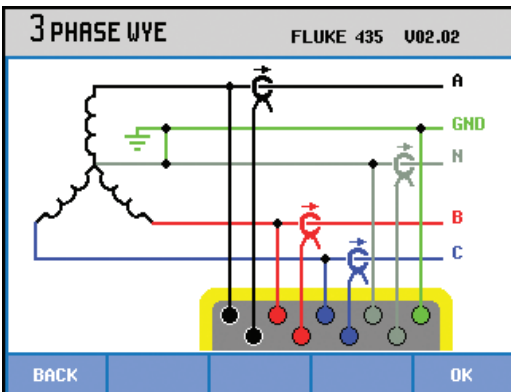 3 PHASE WYE
FLUKE 435 V02.02
A
GND
N
B
C
BACK
OK